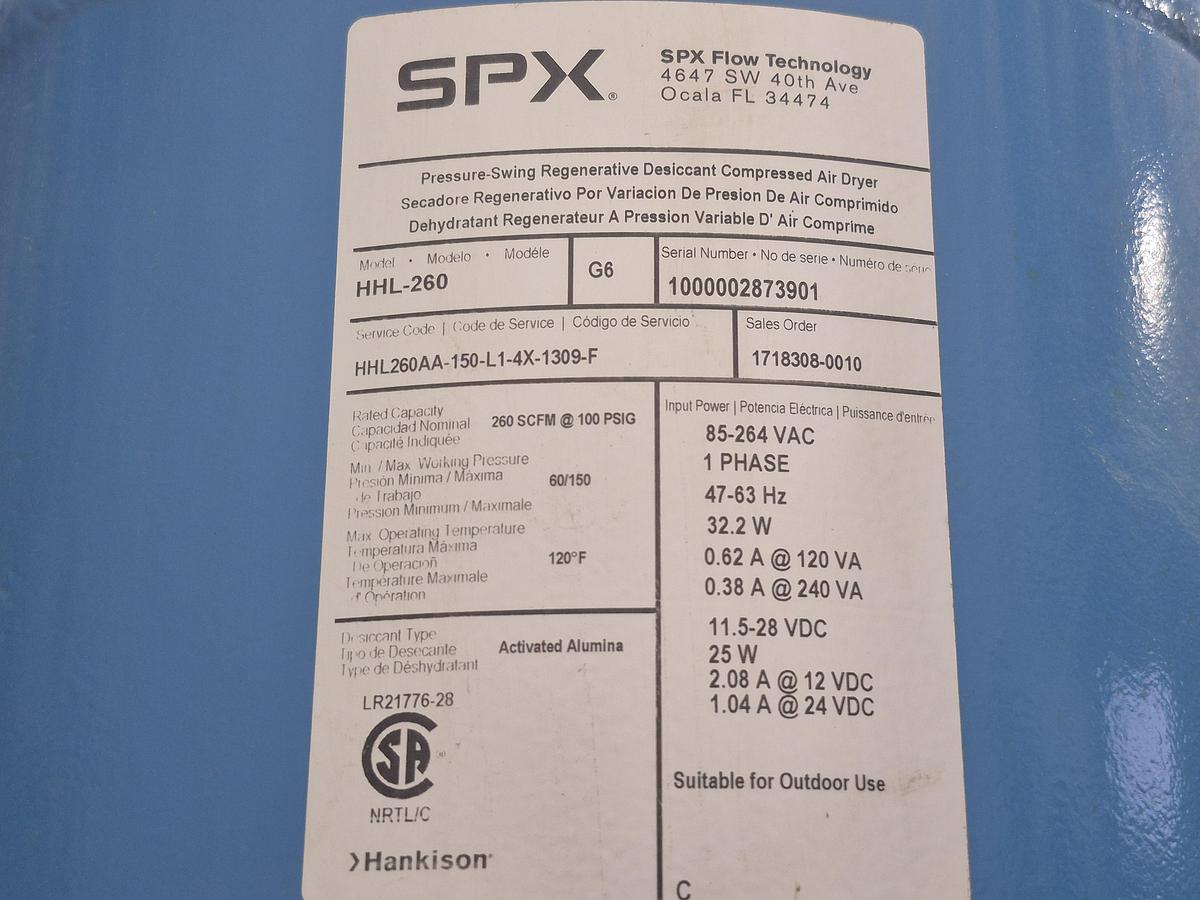 SPX®
SPX Flow Technology
4647 SW 40th Ave
Ocala FL 34474
Pressure-Swing Regenerative Desiccant Compressed Air Dryer
Secadore Regenerativo Por Variacion De Presion De Air Comprimido
Dehydratant Regenerateur A Pression Variable D' Air Comprime
Model • Modelo • Modéle
HHL-260
G6
Serial Number • No de serie • Numéro de série
1000002873901
Service Code | Code de Service | Código de Servicio
HHL260AA-150-L1-4X-1309-F
Sales Order
1718308-0010
Rated Capacity
Capacidad Nominal
Capacité Indiquée
260 SCFM @ 100 PSIG
Min / Max Working Pressure
Presión Minima / Máxima
de Trabajo
Pression Minimum / Maximale
60/150
Max Operating Temperature
Temperatura Máxima
De Operacioñ
Température Maximale
d' Opération
120°F
Desiccant Type
Tipo de Desecante
Type de Déshydratant
Activated Alumina
LR21776-28
SA
®
NRTL/C
Hankison
Input Power | Potencia Eléctrica | Puissance d'entrée
85-264 VAC
1 PHASE
47-63 Hz
32.2 W
0.62 A @ 120 VA
0.38 A @ 240 VA
11.5-28 VDC
25 W
2.08 A @ 12 VDC
1.04 A @ 24 VDC
Suitable for Outdoor Use
C